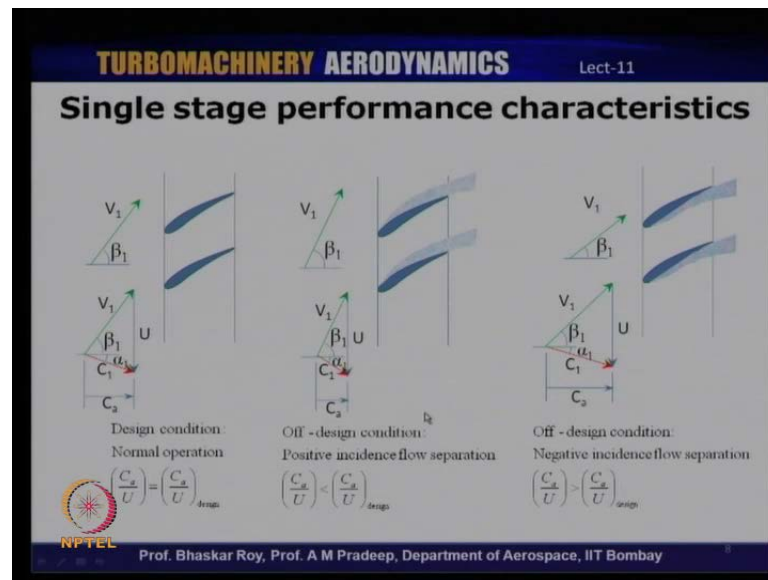 TURBOMACHINERY AERODYNAMICS Lect-11
Single stage performance characteristics
V1
β1
V1
β1
U
C1
α1
Ca
Design condition:
Normal operation
(Ca/U) = (Ca/U)design
V1
β1
V1
β1
U
C1
α1
Ca
Off - design condition:
Positive incidence flow separation
(Ca/U) < (Ca/U)design
V1
β1
V1
β1
U
C1
α1
Ca
Off - design condition:
Negative incidence flow separation
(Ca/U) > (Ca/U)design
NPTEL
Prof. Bhaskar Roy, Prof. A M Pradeep, Department of Aerospace, IIT Bombay
8